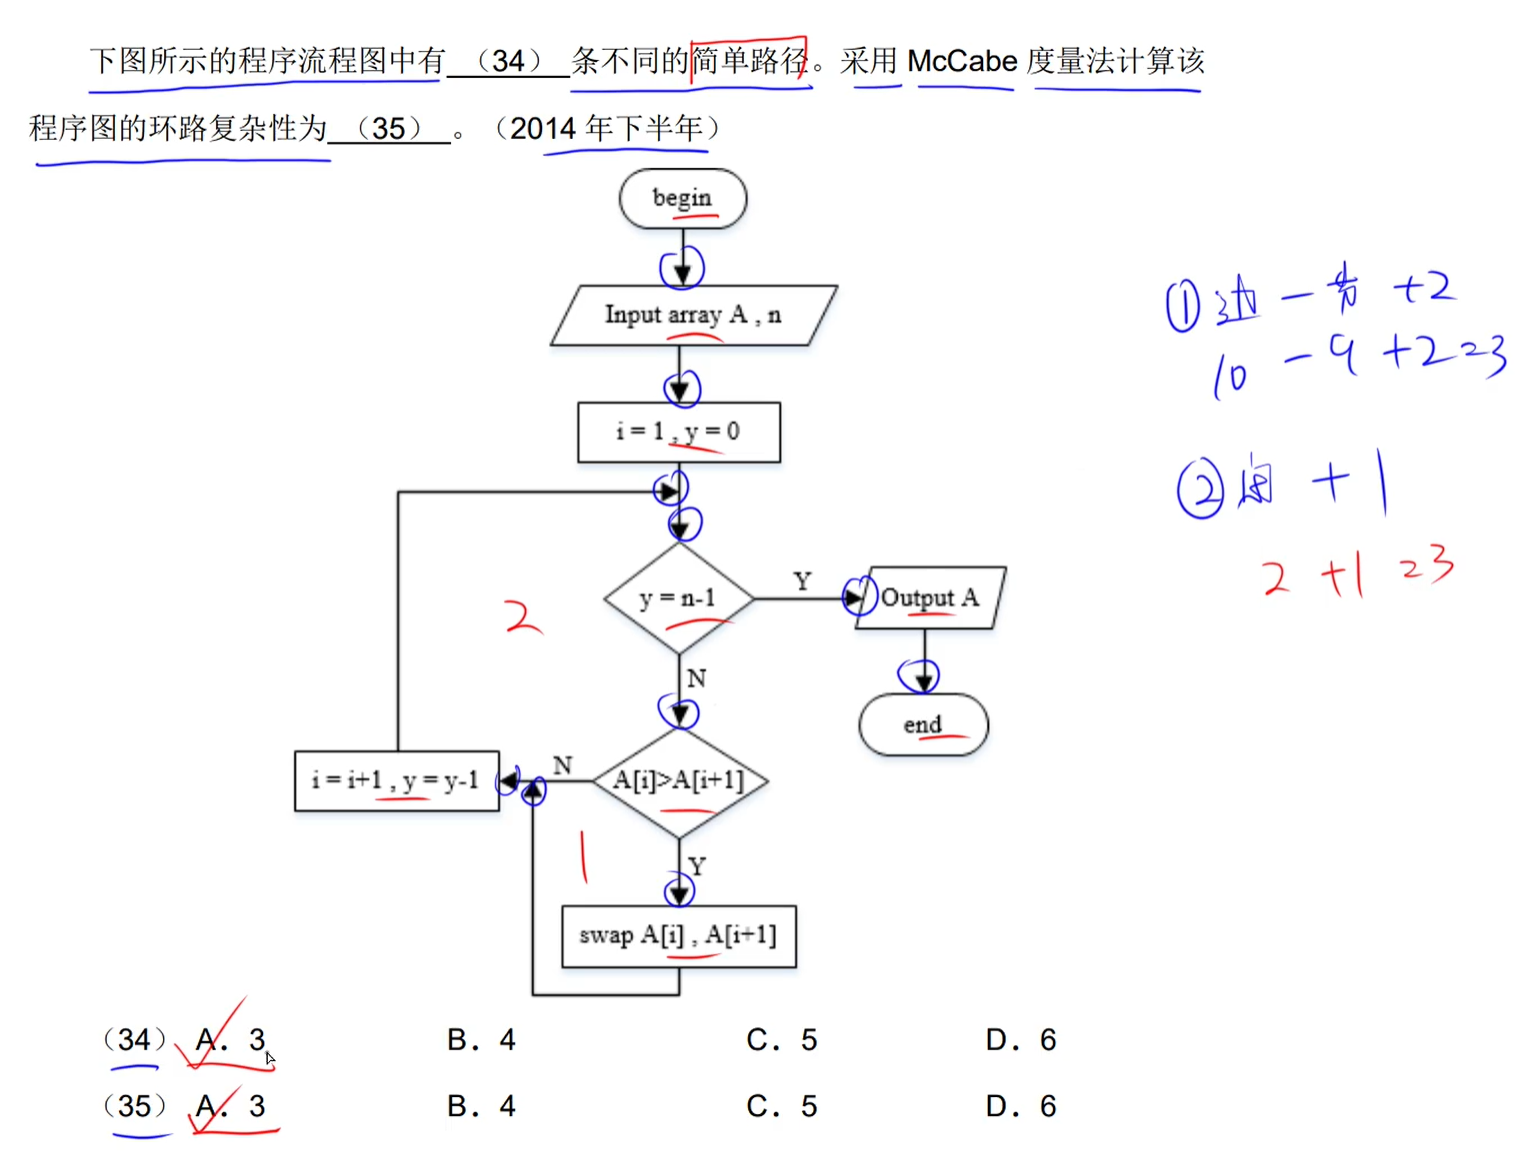 下图所示的程序流程图中有 （34） 条不同的简单路径。采用 McCabe 度量法计算该
程序图的环路复杂性为 （35） 。（2014 年下半年）
begin
Input array A , n
i = 1 , y = 0
y = n-1
Y
Output A
N
end
i = i+1 , y = y-1
N
A[i]>A[i+1]
Y
swap A[i] , A[i+1]
① 边 - 节 +2
10 - 9 +2=3
② 闭 + 1
2 +1 =3
2
1
（34） A. 3 B. 4 C. 5 D. 6
（35） A. 3 B. 4 C. 5 D. 6